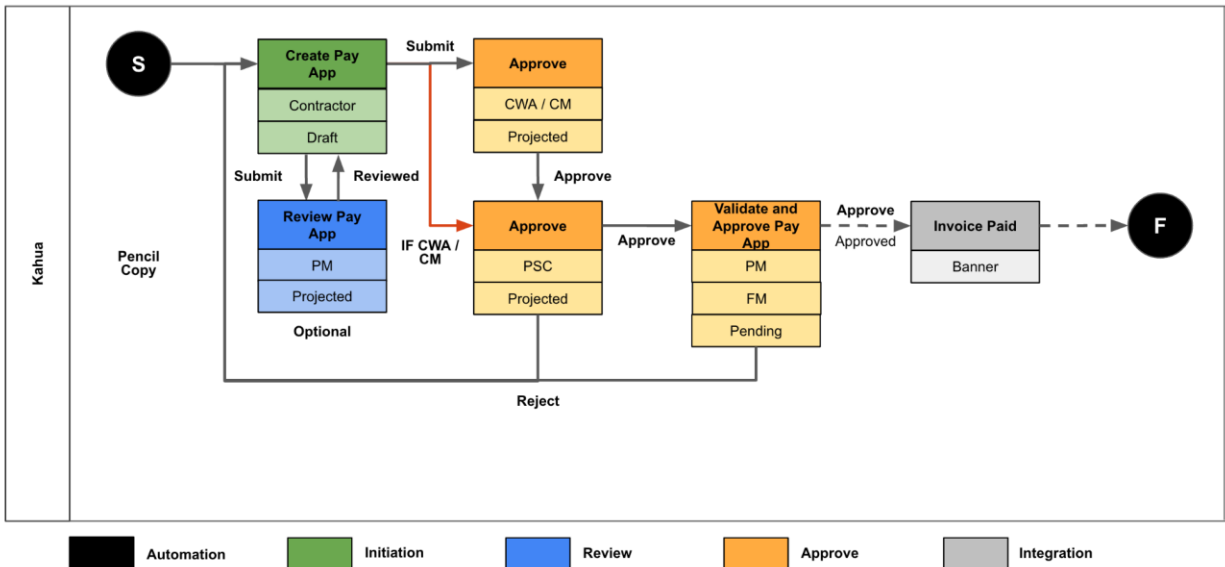 Kahua
S
Create Pay
App
Contractor
Draft
Submit
Approve
CWA / CM
Projected
Submit
Reviewed
Approve
Pencil
Copy
Review Pay
App
PM
Projected
Optional
IF CWA /
CM
Approve
PSC
Projected
Approve
Validate and
Approve Pay
App
PM
FM
Pending
Approve
Approved
Invoice Paid
Banner
F
Reject
Automation
Initiation
Review
Approve
Integration